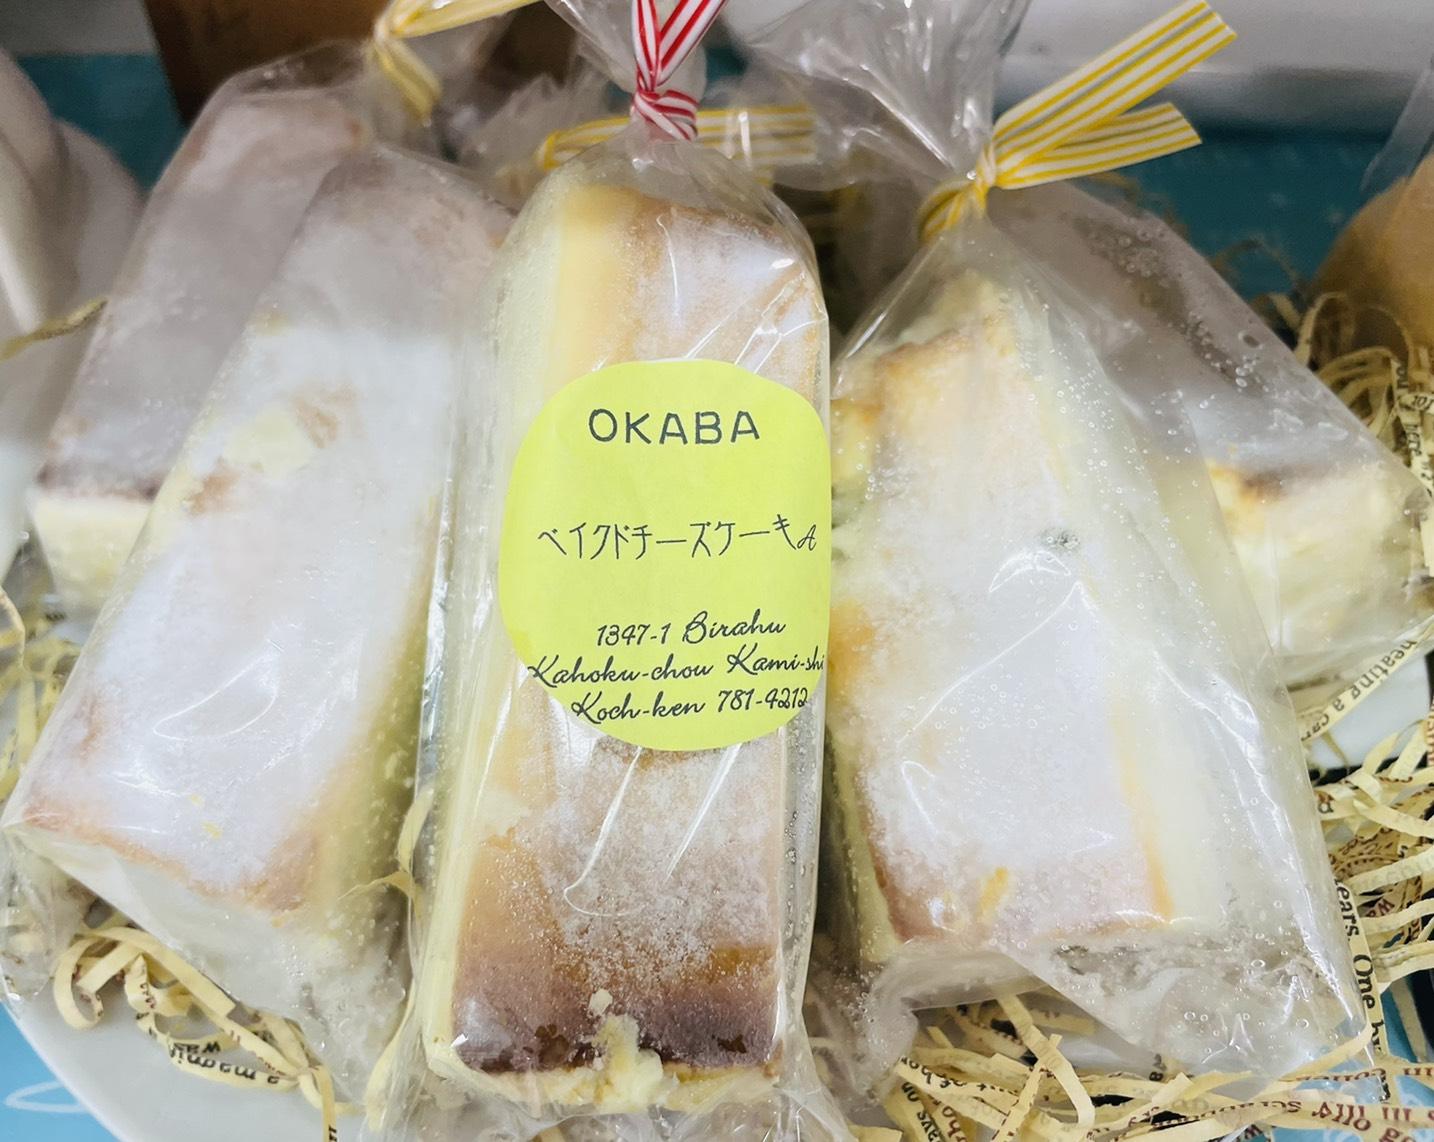 OKABA
ベイクドチーズケーキA
1347-1 Birahu
Kahoku-chou Kami-shi
Koch-ken 781-4212